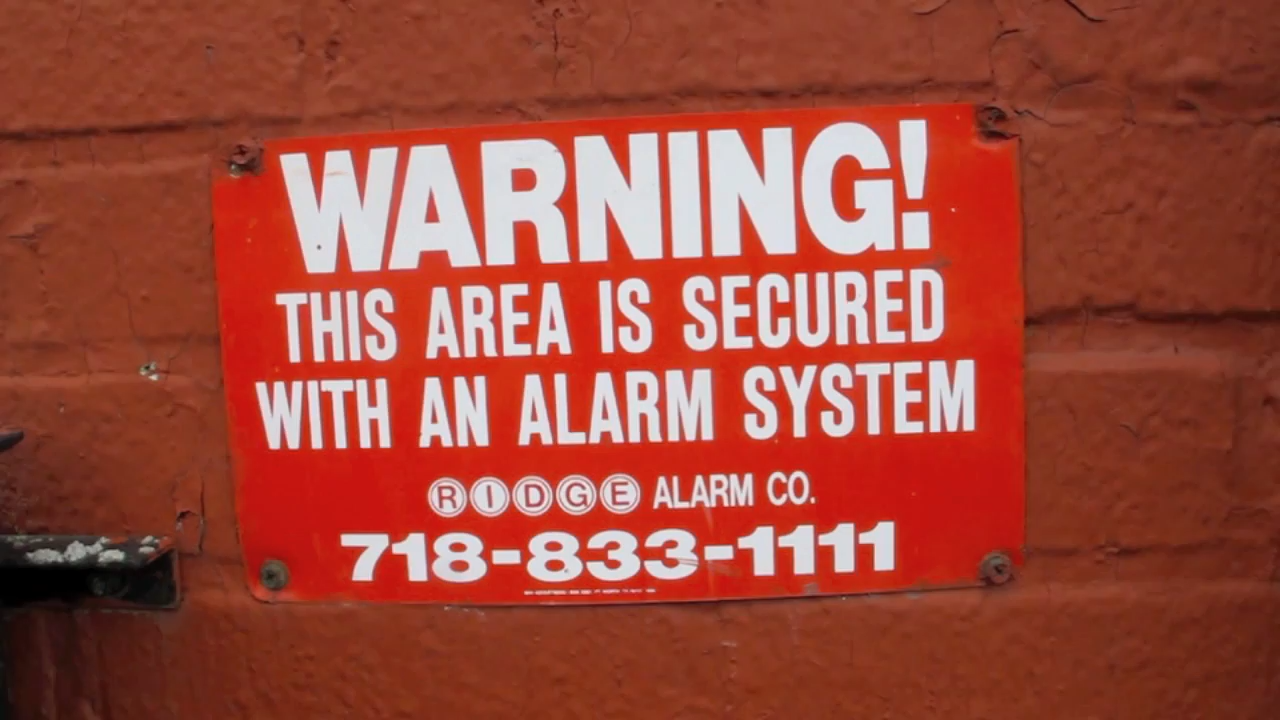 WARNING!
THIS AREA IS SECURED
WITH AN ALARM SYSTEM
RIDGE ALARM CO.
718-833-1111